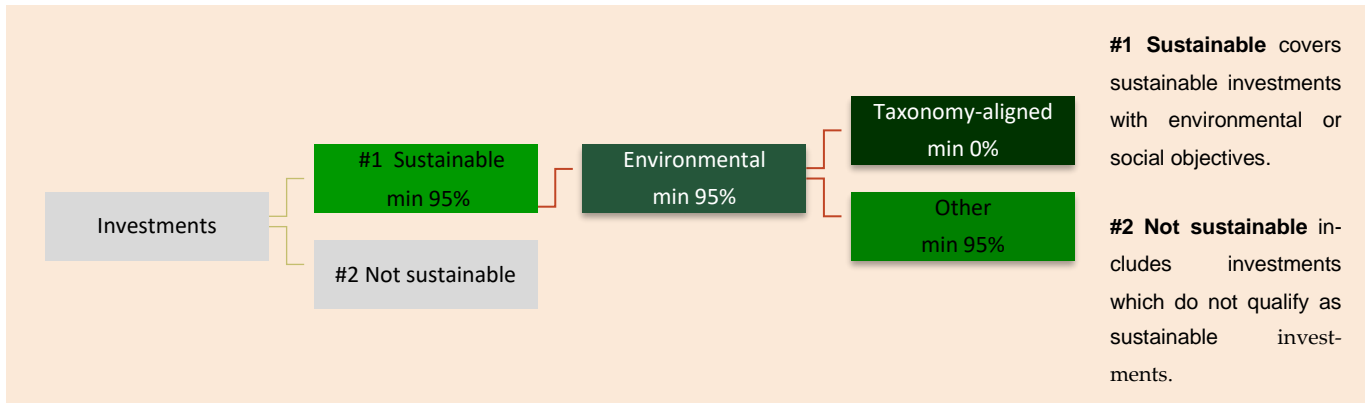 Investments
#1 Sustainable
min 95%
#2 Not sustainable
Environmental
min 95%
Taxonomy-aligned
min 0%
Other
min 95%
#1 Sustainable covers
sustainable investments
with environmental or
social objectives.
#2 Not sustainable in-
cludes investments
which do not qualify as
sustainable invest-
ments.